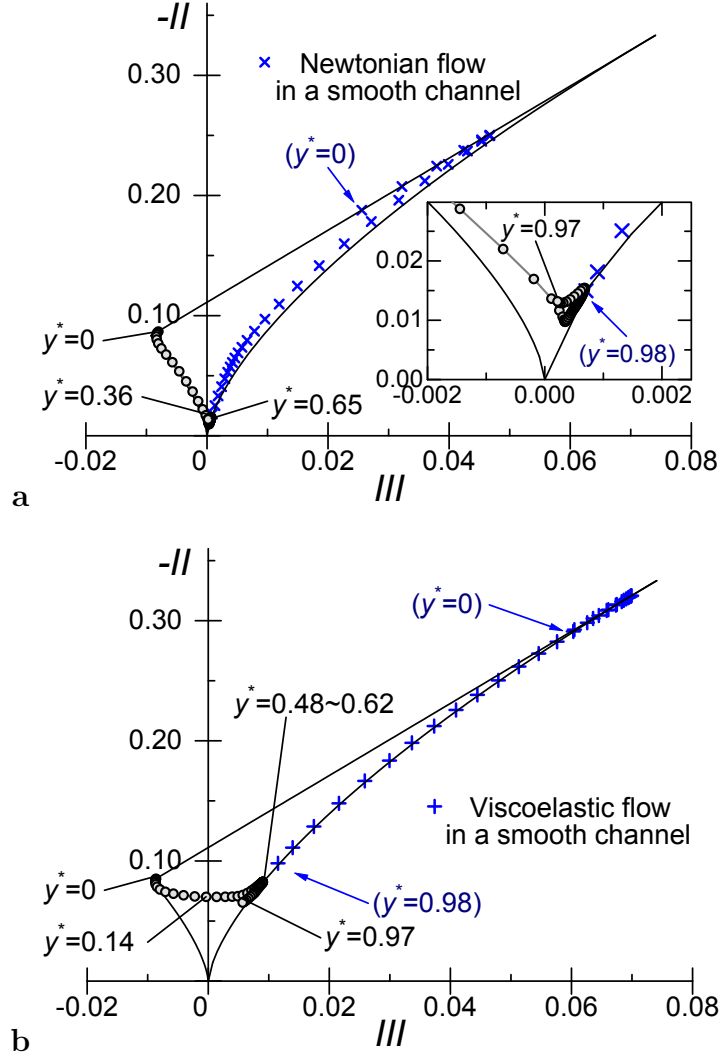 -II
0.30
Newtonian flow
in a smooth channel
(y*=0)
0.20
y*=0.97
0.02
0.10
y*=0
0.01
(y*=0.98)
y*=0.36
y*=0.65
0.00
-0.002 0.000 0.002
-0.02 0 0.02 0.04 0.06 0.08
III
a
-II
(y*=0)
0.30
y*=0.48~0.62
0.20
Viscoelastic flow
in a smooth channel
0.10
y*=0
(y*=0.98)
y*=0.14
y*=0.97
-0.02 0 0.02 0.04 0.06 0.08
III
b